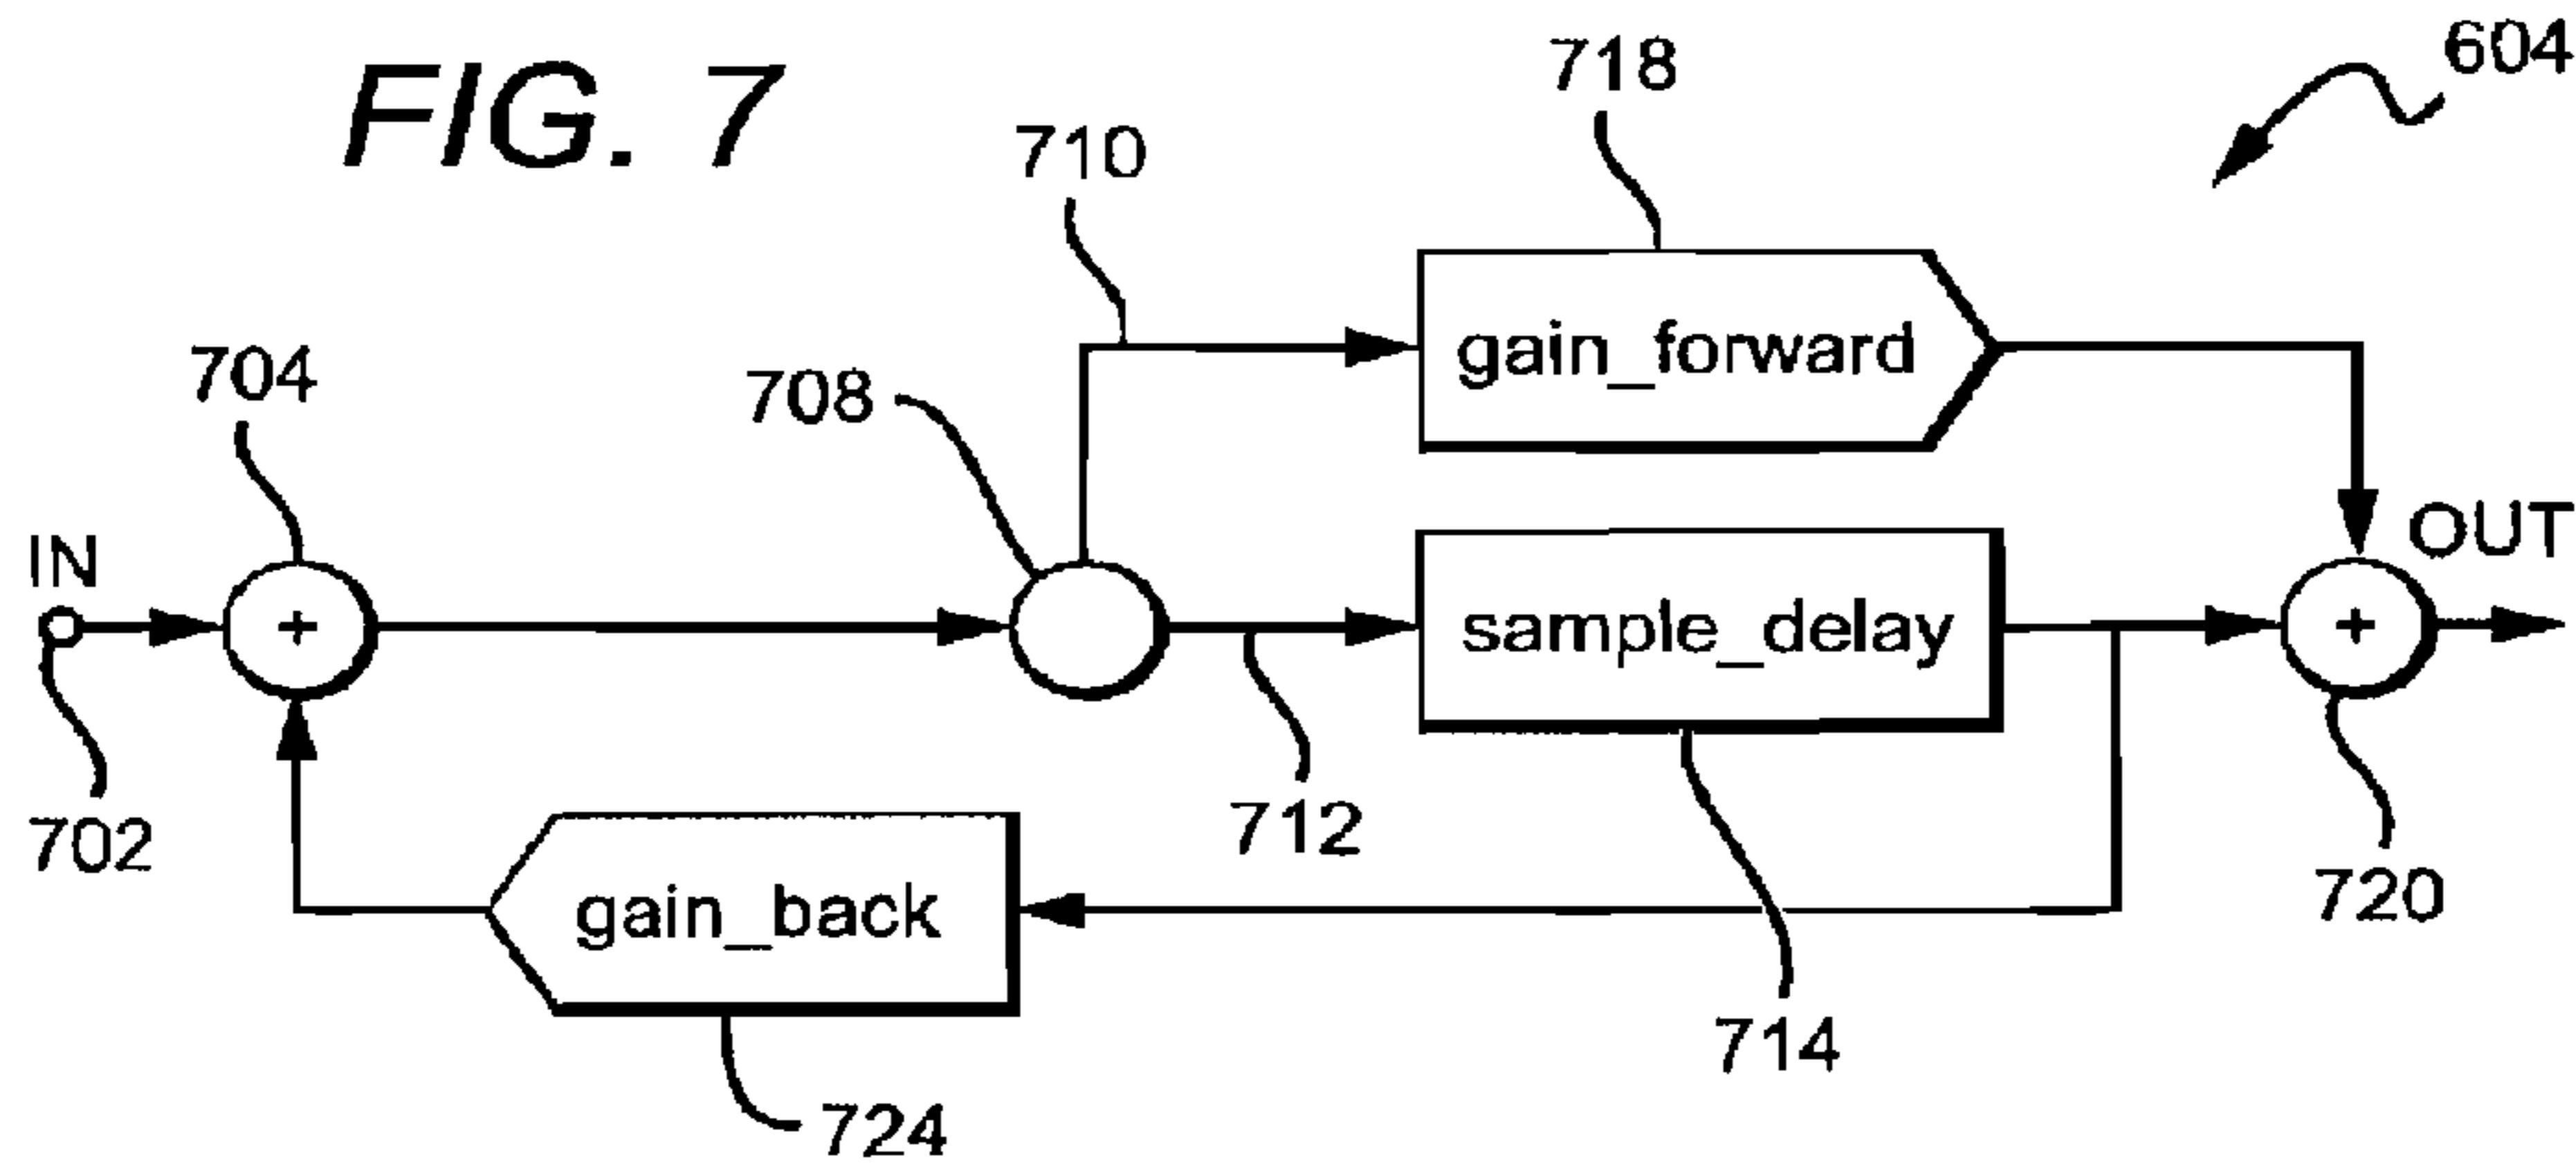 FIG. 7
604
718
710
gain_forward
704
708
IN
+
sample_delay
+
OUT
702
712
gain_back
720
714
724